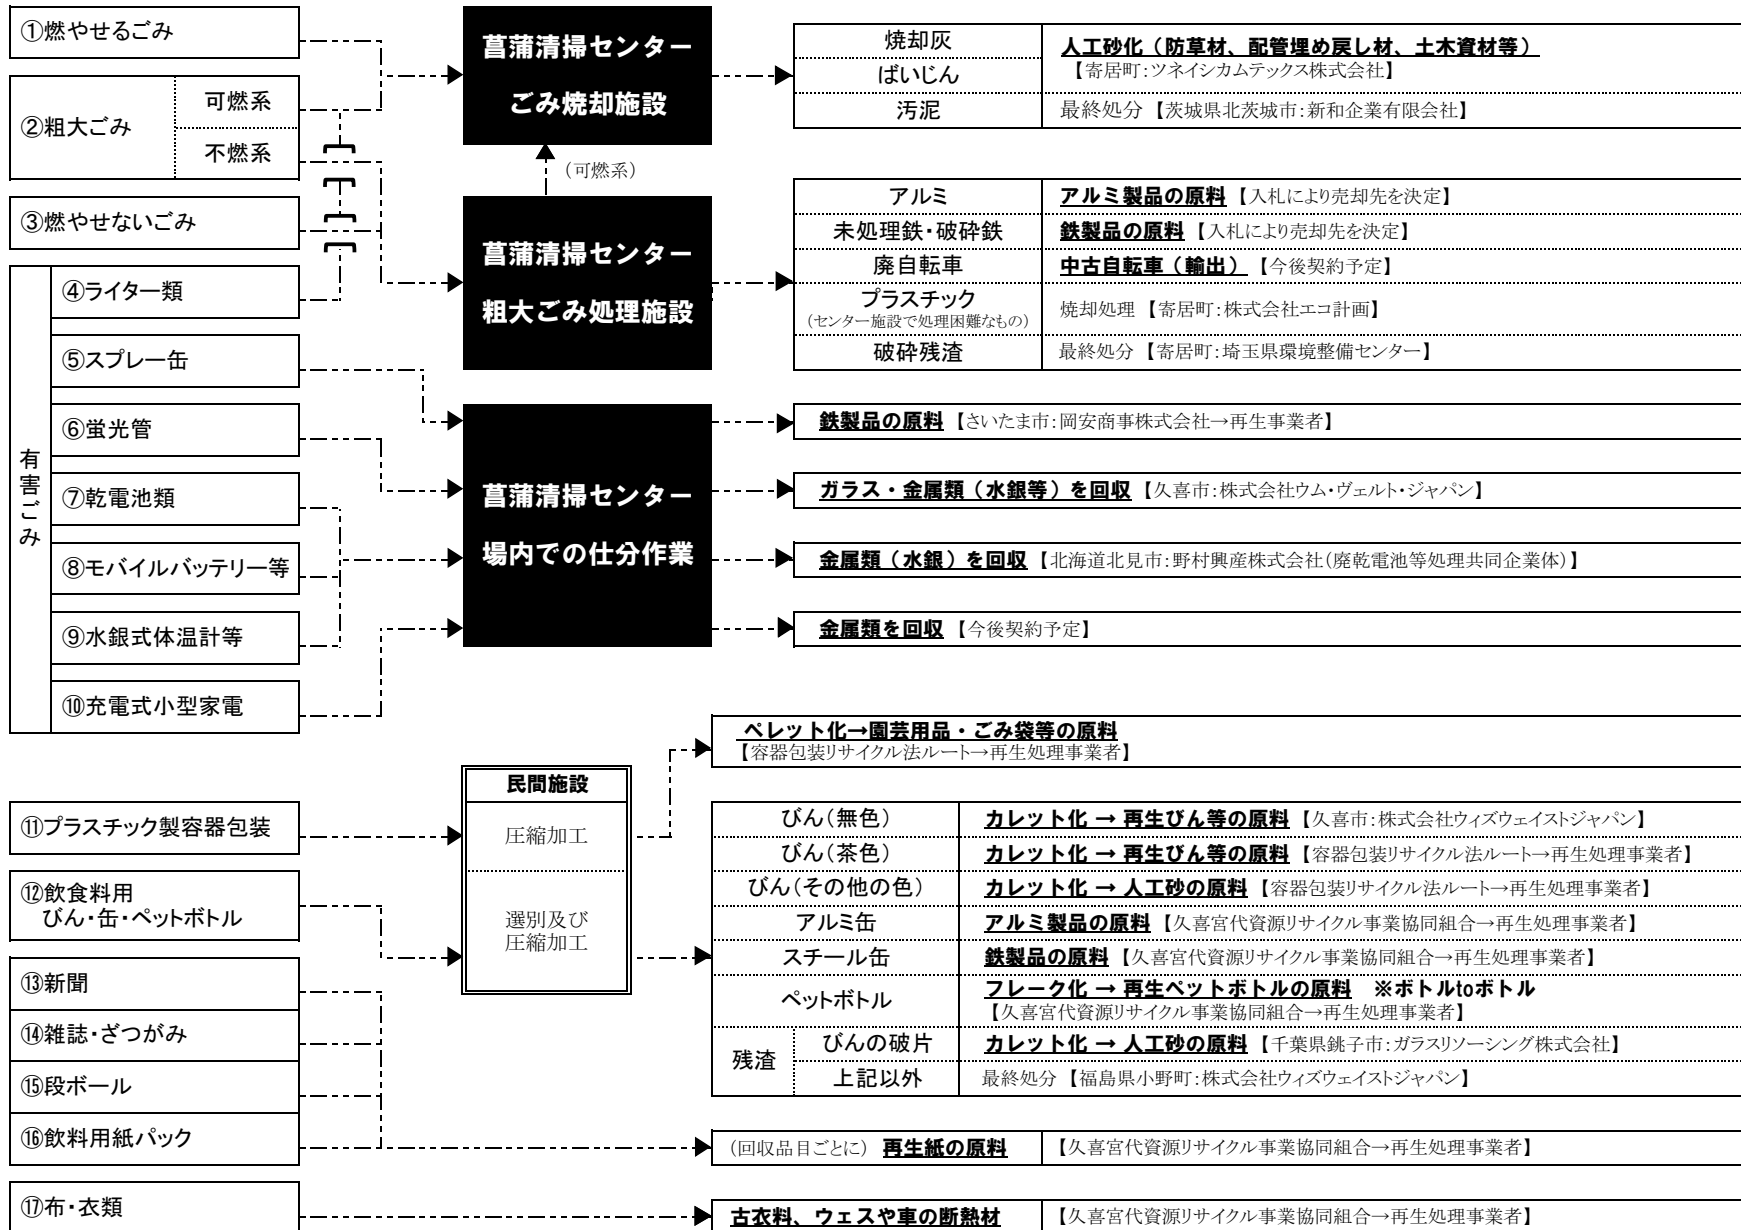 ①燃やせるごみ
②粗大ごみ
可燃系
不燃系
③燃やせないごみ
有害ごみ
④ライター類
⑤スプレー缶
⑥蛍光管
⑦乾電池類
⑧モバイルバッテリー等
⑨水銀式体温計等
⑩充電式小型家電
⑪プラスチック製容器包装
⑫飲食料用
びん・缶・ペットボトル
⑬新聞
⑭雑誌・ざつがみ
⑮段ボール
⑯飲料用紙パック
⑰布・衣類
菖蒲清掃センター
ごみ焼却施設
（可燃系）
菖蒲清掃センター
粗大ごみ処理施設
菖蒲清掃センター
場内での仕分作業
民間施設
圧縮加工
選別及び
圧縮加工
焼却灰
ばいじん
人工砂化（防草材、配管埋め戻し材、土木資材等）
【寄居町：ツネイシカムテックス株式会社】
汚泥 最終処分【茨城県北茨城市：新和企業有限会社】
アルミ アルミ製品の原料【入札により売却先を決定】
未処理鉄・破砕鉄 鉄製品の原料【入札により売却先を決定】
廃自転車 中古自転車（輸出）【今後契約予定】
プラスチック
（センター施設で処理困難なもの）
焼却処理【寄居町：株式会社エコ計画】
破砕残渣 最終処分【寄居町：埼玉県環境整備センター】
鉄製品の原料【さいたま市：岡安商事株式会社→再生事業者】
ガラス・金属類（水銀等）を回収【久喜市：株式会社ウム・ヴェルト・ジャパン】
金属類（水銀）を回収【北海道北見市：野村興産株式会社（廃乾電池等処理共同企業体）】
金属類を回収【今後契約予定】
ペレット化→園芸用品・ごみ袋等の原料
【容器包装リサイクル法ルート→再生処理事業者】
びん（無色） カレット化 → 再生びん等の原料【久喜市：株式会社ウィズウェイストジャパン】
びん（茶色） カレット化 → 再生びん等の原料【容器包装リサイクル法ルート→再生処理事業者】
びん（その他の色） カレット化 → 人工砂の原料【容器包装リサイクル法ルート→再生処理事業者】
アルミ缶 アルミ製品の原料【久喜宮代資源リサイクル事業協同組合→再生処理事業者】
スチール缶 鉄製品の原料【久喜宮代資源リサイクル事業協同組合→再生処理事業者】
ペットボトル フレーク化 → 再生ペットボトルの原料 ※ボトルtoボトル
【久喜宮代資源リサイクル事業協同組合→再生処理事業者】
残渣
びんの破片 カレット化 → 人工砂の原料【千葉県銚子市：ガラスリソーシング株式会社】
上記以外 最終処分【福島県小野町：株式会社ウィズウェイストジャパン】
（回収品目ごとに） 再生紙の原料 【久喜宮代資源リサイクル事業協同組合→再生処理事業者】
古衣料、ウェスや車の断熱材 【久喜宮代資源リサイクル事業協同組合→再生処理事業者】